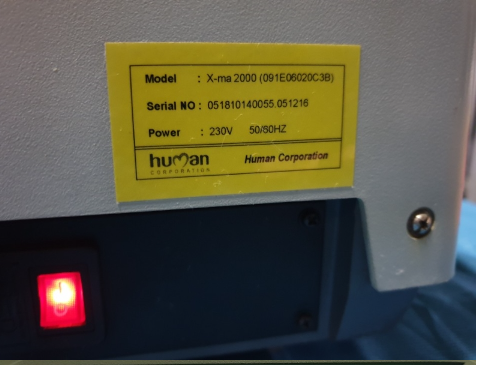 Model : X-ma 2000 (091E06020C3B)
Serial NO : 051810140055.051216
Power : 230V 50/60HZ
human
CORPORATION
Human Corporation